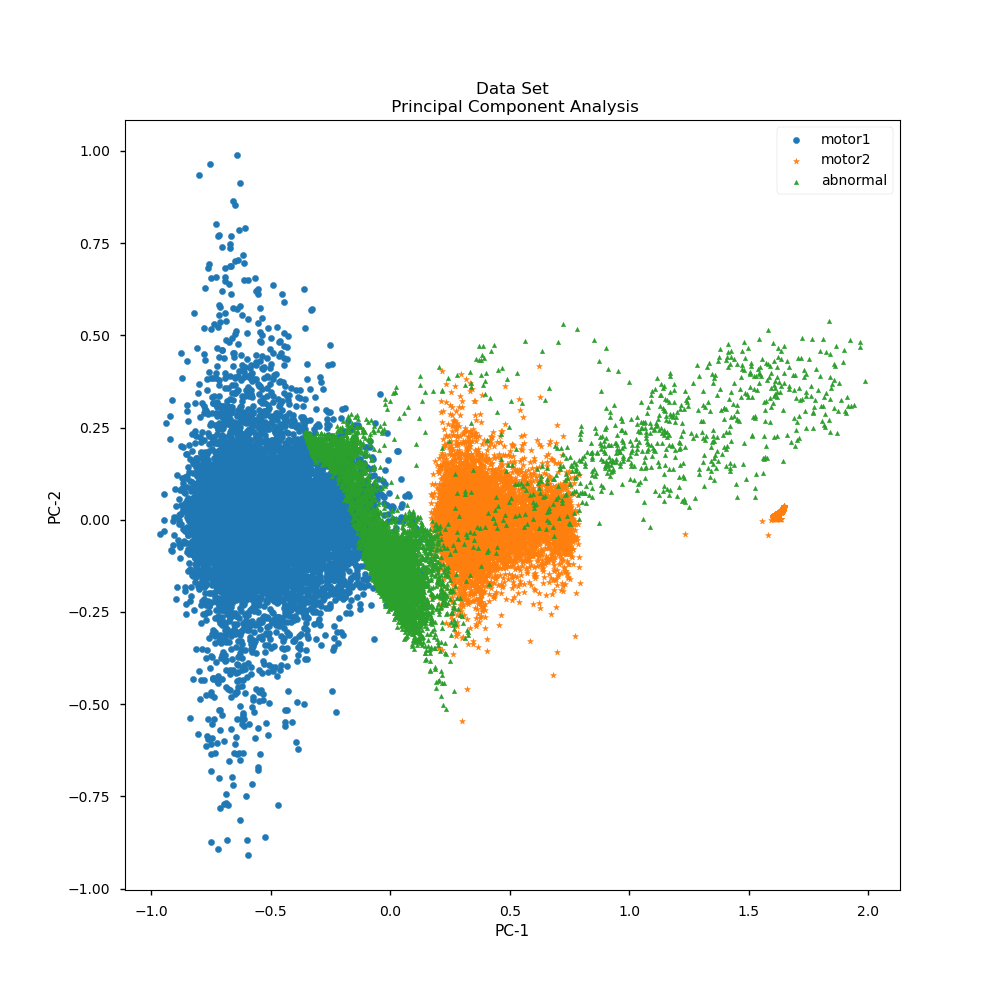 Data Set
Principal Component Analysis
motor1
motor2
abnormal
1.00
0.75
0.50
0.25
0.00
−0.25
−0.50
−0.75
−1.00
PC-2
−1.0 −0.5 0.0 0.5 1.0 1.5 2.0
PC-1